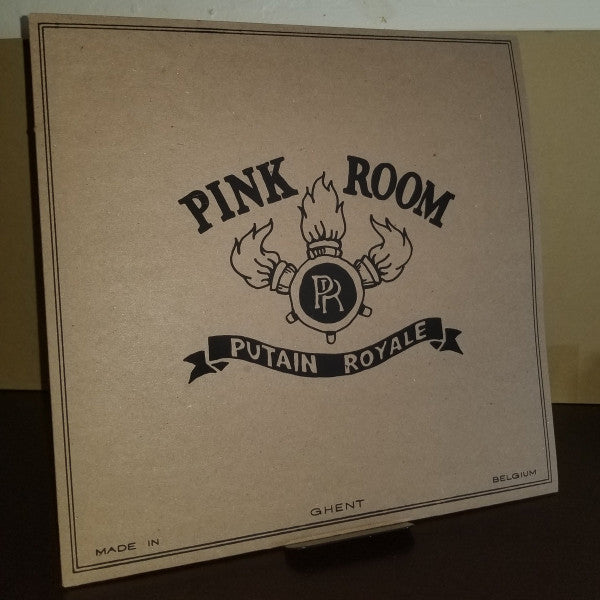 PINK ROOM
PR
PUTAIN ROYALE
MADE IN GHENT BELGIUM